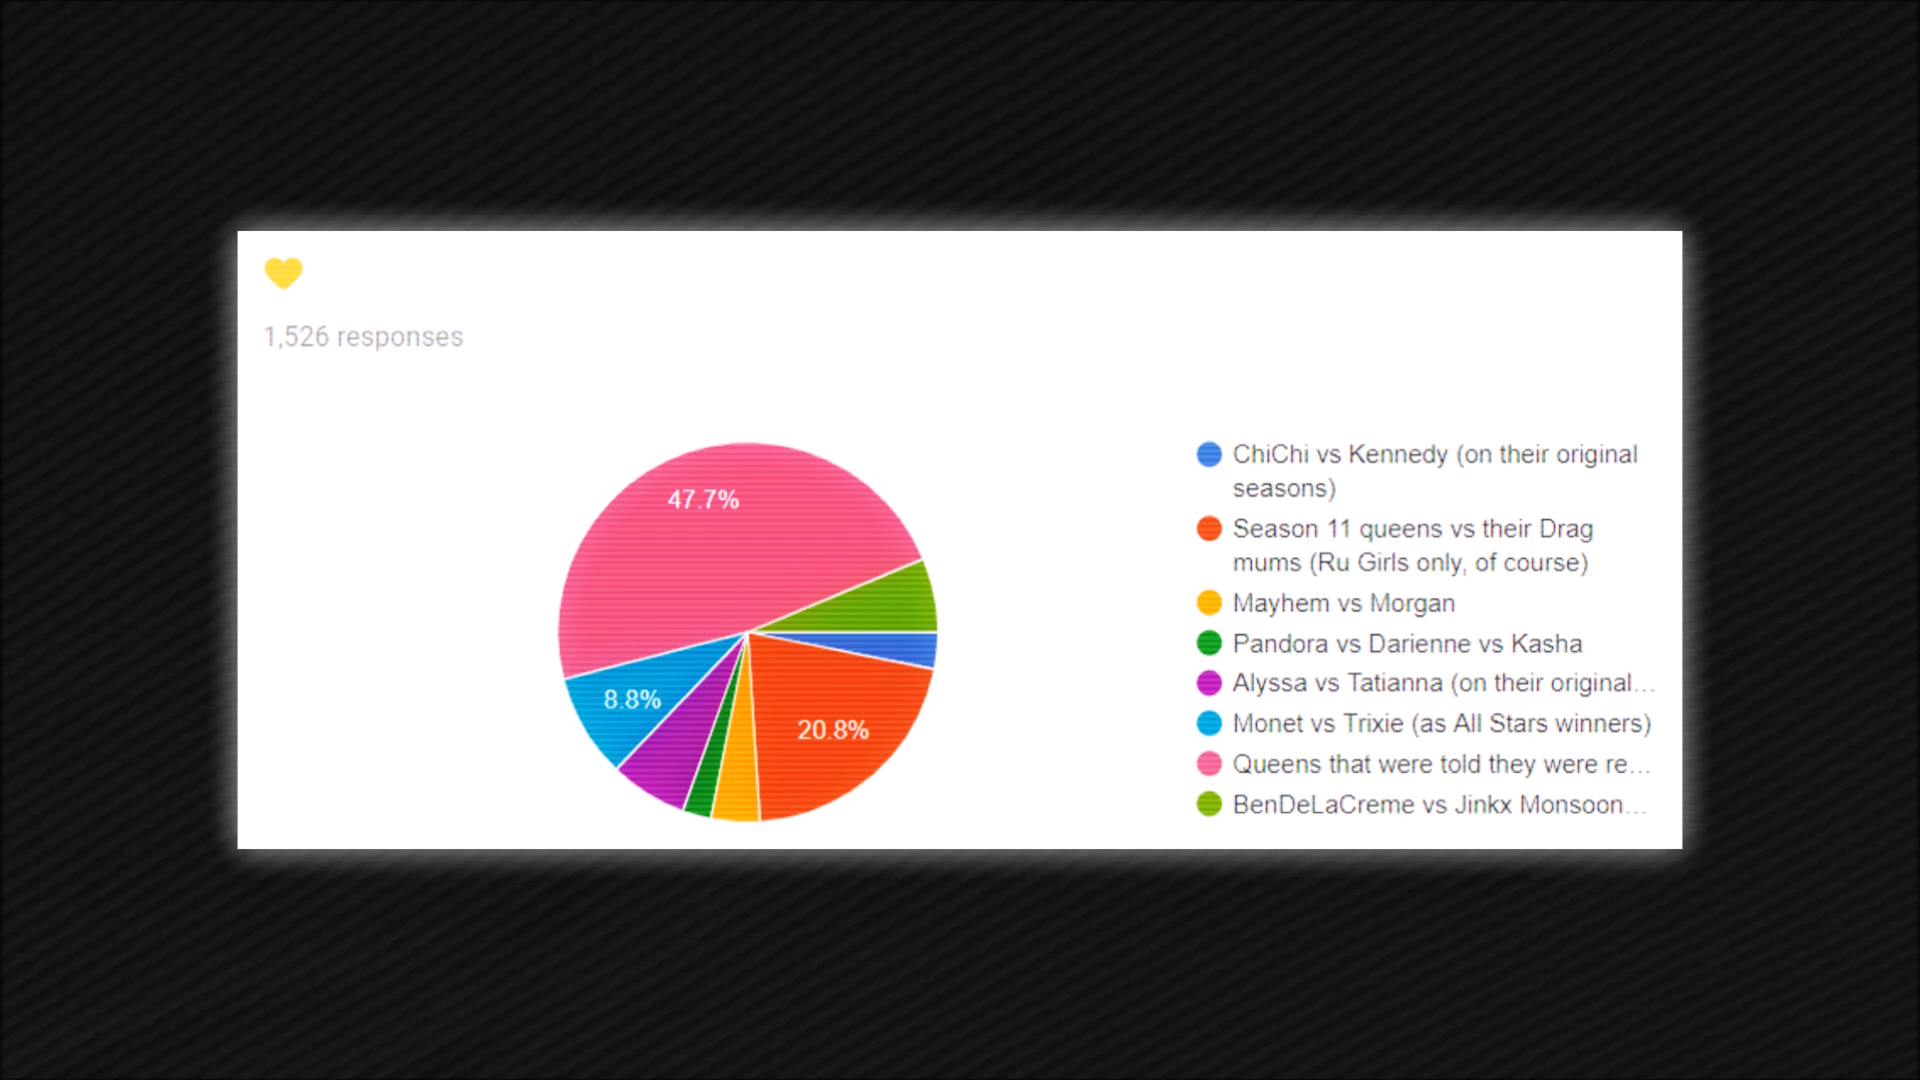 1,526 responses
47.7%
8.8%
20.8%
ChiChi vs Kennedy (on their original
seasons)
Season 11 queens vs their Drag
mums (Ru Girls only, of course)
Mayhem vs Morgan
Pandora vs Darienne vs Kasha
Alyssa vs Tatianna (on their original…
Monet vs Trixie (as All Stars winners)
Queens that were told they were re…
BenDeLaCreme vs Jinkx Monsoon…